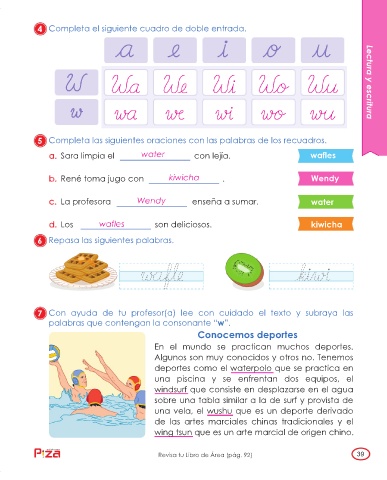 4 Completa el siguiente cuadro de doble entrada.
a e i o u
W Wa We Wi Wo Wu
w wa we wi wo wu
Lectura y escritura
5 Completa las siguientes oraciones con las palabras de los recuadros.
a. Sara limpia el water con lejía. wafles
b. René toma jugo con kiwicha . Wendy
c. La profesora Wendy enseña a sumar. water
d. Los wafles son deliciosos. kiwicha
6 Repasa las siguientes palabras.
wafle kiwi
7 Con ayuda de tu profesor(a) lee con cuidado el texto y subraya las
palabras que contengan la consonante “w”.
Conocemos deportes
En el mundo se practican muchos deportes.
Algunos son muy conocidos y otros no. Tenemos
deportes como el waterpolo que se practica en
una piscina y se enfrentan dos equipos, el
windsurf que consiste en desplazarse en el agua
sobre una tabla similar a la de surf y provista de
una vela, el wushu que es un deporte derivado
de las artes marciales chinas tradicionales y el
wing tsun que es un arte marcial de origen chino.
Pizza
Revisa tu Libro de Área (pág. 92)
39